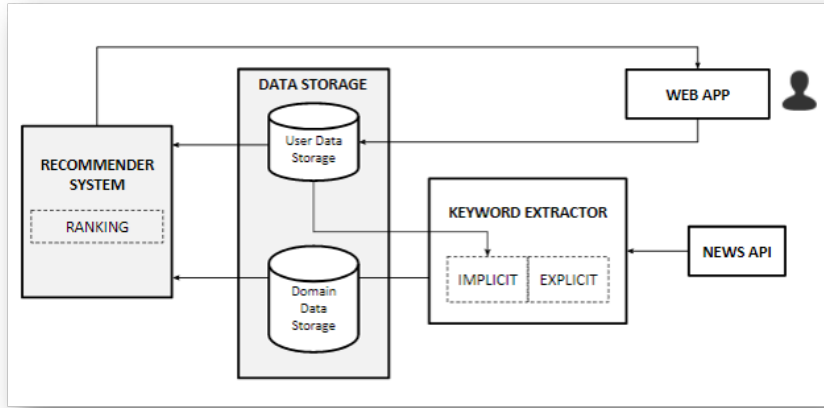 DATA STORAGE
WEB APP
User Data
Storage
RECOMMENDER
SYSTEM
RANKING
KEYWORD EXTRACTOR
NEWS API
IMPLICIT
EXPLICIT
Domain
Data
Storage